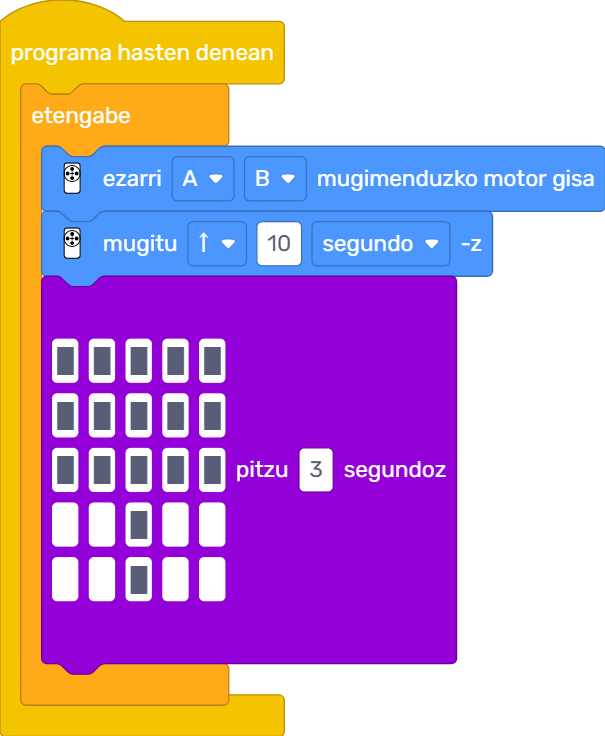 programa hasten denean
etengabe
ezarri A B mugimenduzko motor gisa
mugitu ↑ 10 segundo -z
pitzu 3 segundoz